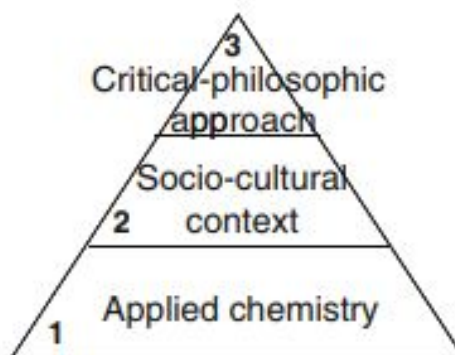 3
Critical-philosophic
approach
Socio-cultural
2 context
Applied chemistry
1